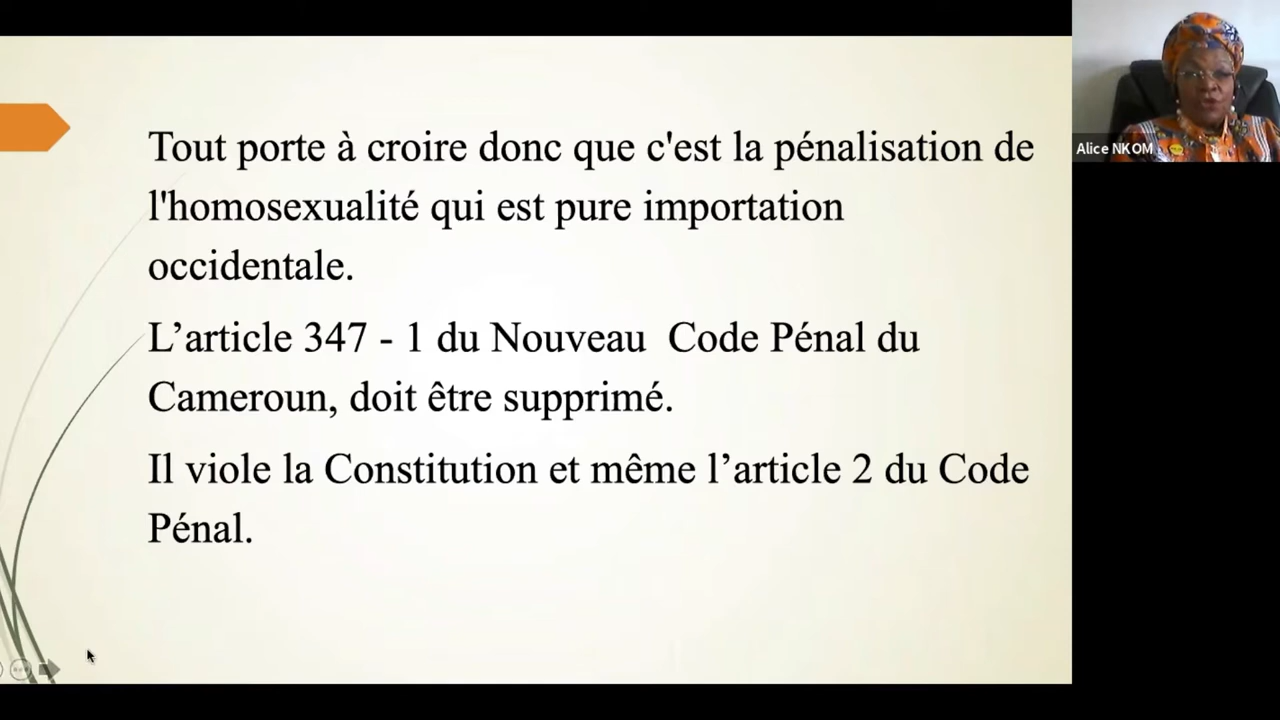 Tout porte à croire donc que c'est la pénalisation de
l'homosexualité qui est pure importation
occidentale.
L’article 347 - 1 du Nouveau  Code Pénal du
Cameroun, doit être supprimé.
Il viole la Constitution et même l’article 2 du Code
Pénal.
Alice NKOM